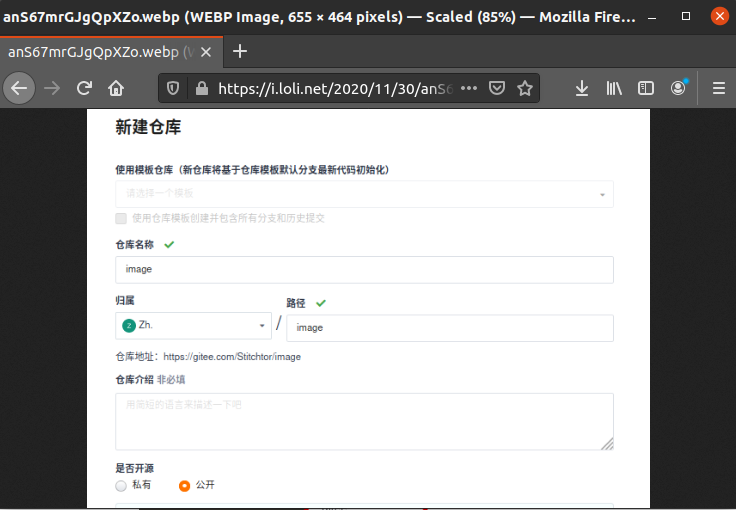 anS67mrGJgQpXZo.webp (WEBP Image, 655 × 464 pixels) — Scaled (85%) — Mozilla Fire...
anS67mrGJgQpXZo.webp (W
https://i.loli.net/2020/11/30/anS6
新建仓库
使用模板仓库（新仓库将基于仓库模板默认分支最新代码初始化）
请选择一个模板
使用仓库模板创建并包含所有分支和历史提交
仓库名称
image
归属
路径
Z Zh.
/
image
仓库地址：https://gitee.com/Stitchtor/image
仓库介绍 非必填
用简短的语言来描述一下吧
是否开源
私有 公开